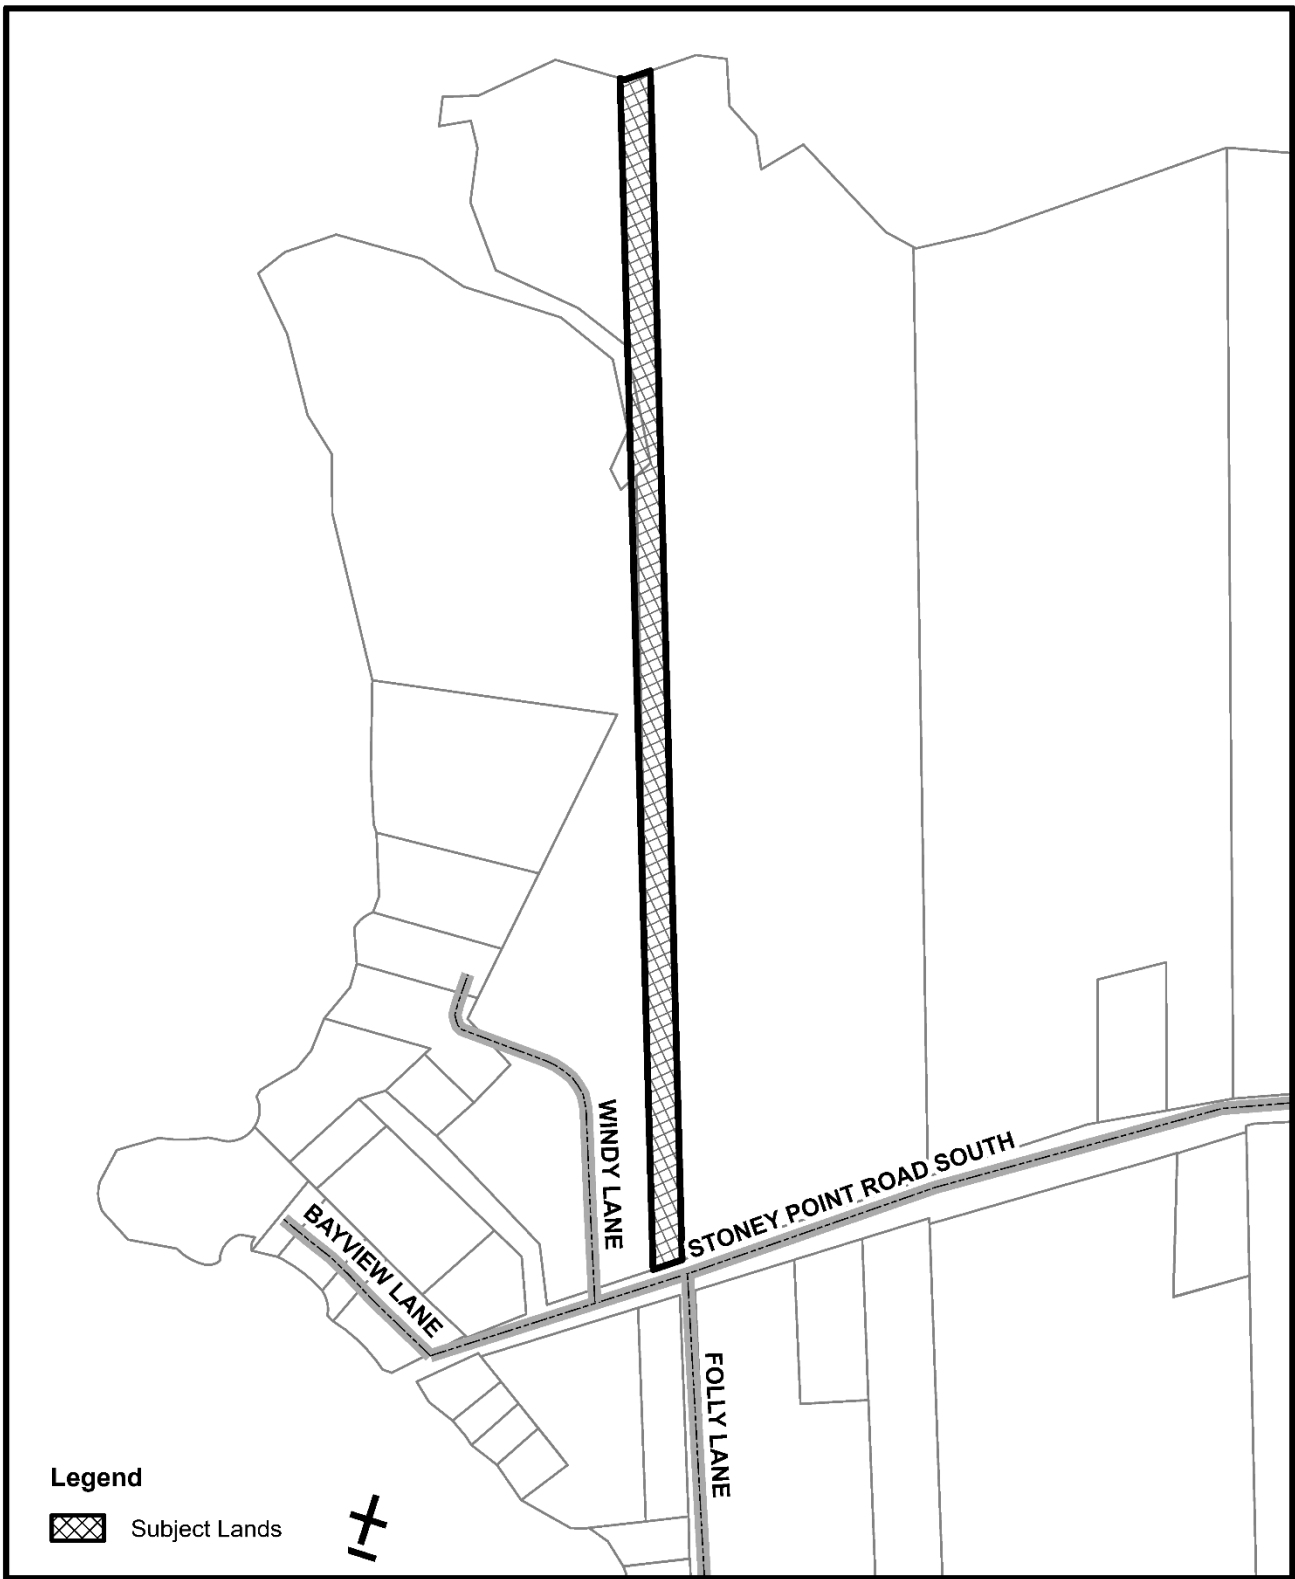 WINDY LANE
STONEY POINT ROAD SOUTH
BAYVIEW LANE
FOLLY LANE
Legend
Subject Lands